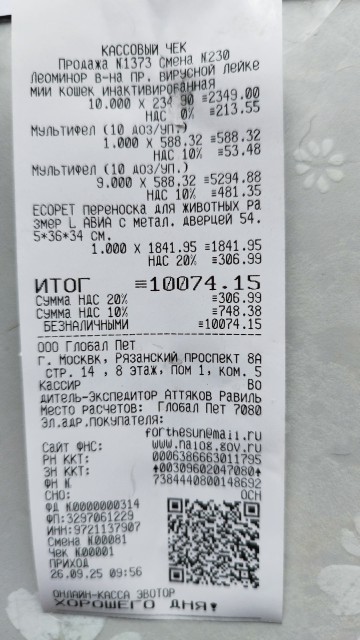 КАССОВЫЙ ЧЕК
Продажа N1373 Смена N230
Леоминор в-на пр. вирусной лейке
мии кошек инактивированная
10.000 x 234.90 =2349.00
НДС 0% =213.55
Мультифел (10 доз/уп.)
1.000 x 588.32 =588.32
НДС 10% =53.48
Мультифел (10 доз/уп.)
9.000 x 588.32 =5294.88
НДС 10% =481.35
ECOPET переноска для животных Ра
змер L АВИА с метал. дверцей 54.
5*36*34 см.
1.000 x 1841.95 =1841.95
НДС 20% =306.99
ИТОГ =10074.15
Сумма НДС 20% =306.99
Сумма НДС 10% =748.38
БЕЗНАЛИЧНЫМИ =10074.15
ООО Глобал Пет
г. Москвк, Рязанский проспект 8А
СТР. 14 , 8 этаж, пом 1, ком. 5
Кассир Во
дитель-Экспедитор Аттяков Равиль
Место расчетов: Глобал Пет 7080
Эл.адр.покупателя:
forthesun@mail.ru
Сайт ФНС: www.nalog.gov.ru
РН ККТ: 0006386663011795
ЗН ККТ: 00309602047080
ФН N 7384440800148692
СНО: ОСН
ФД N0000000314
ФП:3297061229
ИНН:9721137907
Смена N00081
Чек N00001
ПРИХОД
26.09.25 09:56
ОНЛАЙН-КАССА ЭВОТОР
ХОРОШЕГО ДНЯ!